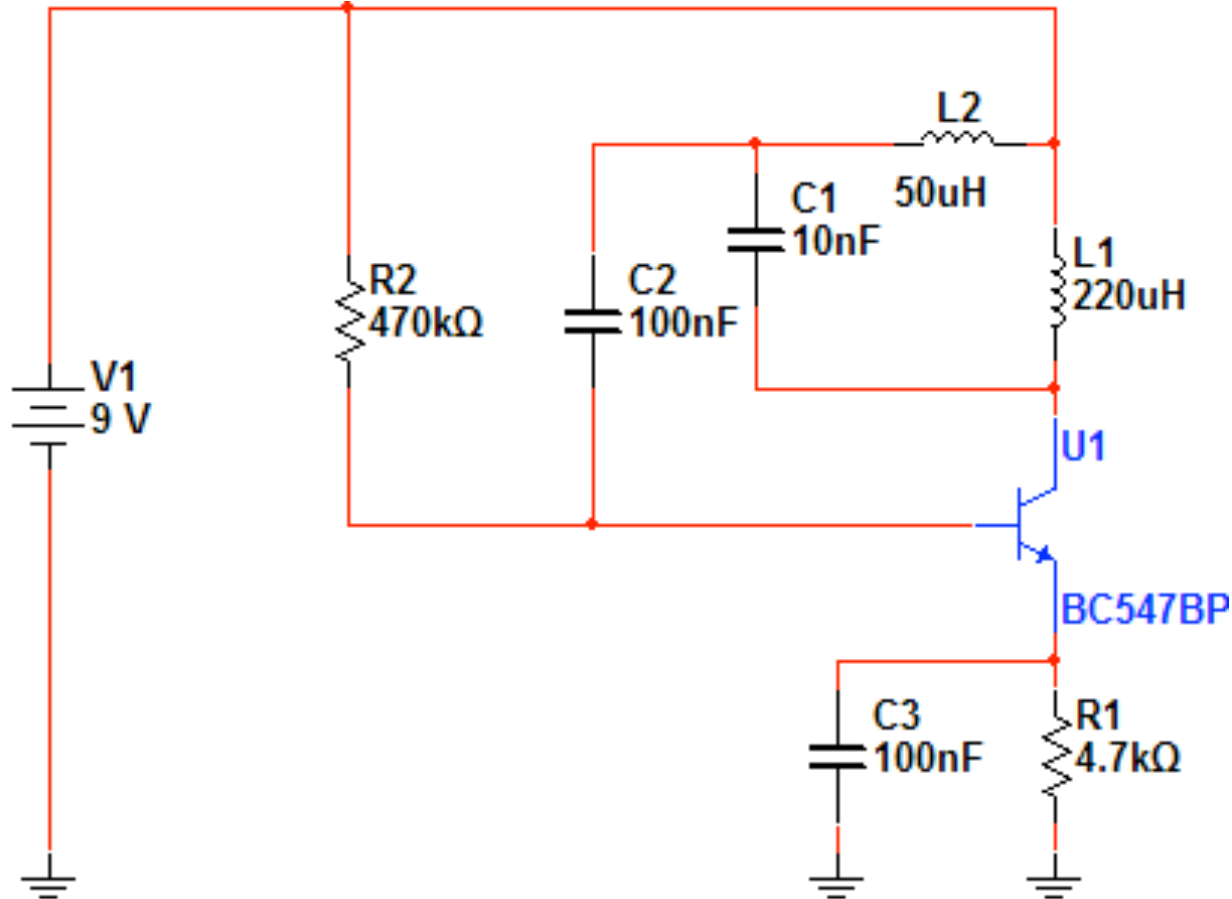 L2
50uH
C1
10nF
L1
220uH
R2
470kΩ
C2
100nF
V1
9 V
U1
BC547BP
C3
100nF
R1
4.7kΩ